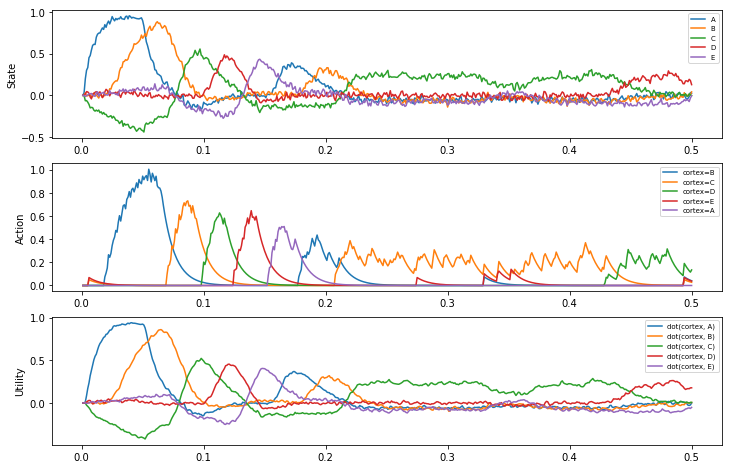 State
1.0
0.5
0.0
−0.5
0.0 0.1 0.2 0.3 0.4 0.5
A
B
C
D
E
Action
1.0
0.8
0.6
0.4
0.2
0.0
0.0 0.1 0.2 0.3 0.4 0.5
cortex=B
cortex=C
cortex=D
cortex=E
cortex=A
Utility
1.0
0.5
0.0
0.0 0.1 0.2 0.3 0.4 0.5
dot(cortex, A)
dot(cortex, B)
dot(cortex, C)
dot(cortex, D)
dot(cortex, E)